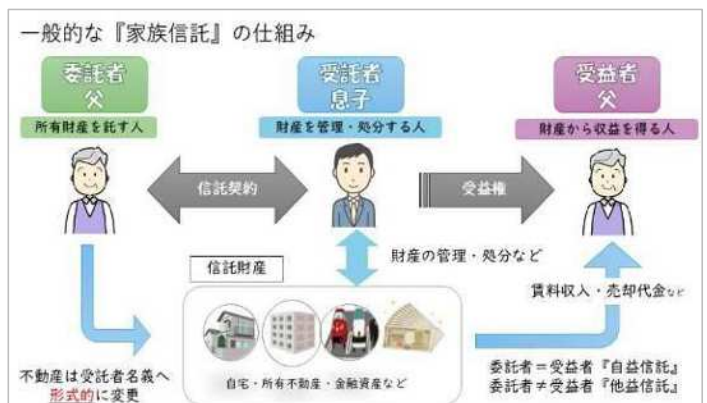 一般的な『家族信託』の仕組み
委託者
父
所有財産を託す人
受託者
息子
財産を管理・処分する人
受益者
父
財産から収益を得る人
信託契約
受益権
信託財産
財産の管理・処分など
賃料収入・売却代金など
不動産は受託者名義へ
形式的に変更
自宅・所有不動産・金融資産など
委託者=受益者『自益信託』
委託者≠受益者『他益信託』